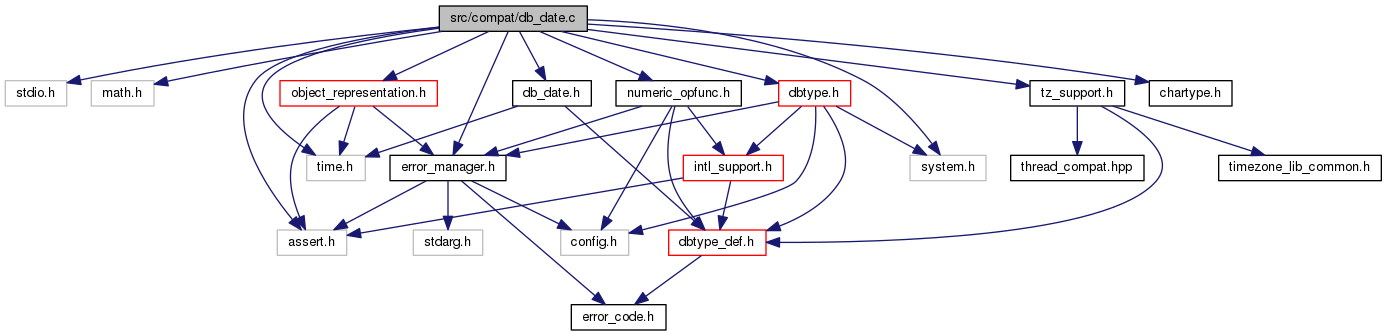 src/compat/db_date.c
stdio.h
math.h
object_representation.h
db_date.h
numeric_opfunc.h
dbtype.h
tz_support.h
chartype.h
time.h
error_manager.h
intl_support.h
system.h
thread_compat.hpp
timezone_lib_common.h
assert.h
stdarg.h
config.h
dbtype_def.h
error_code.h